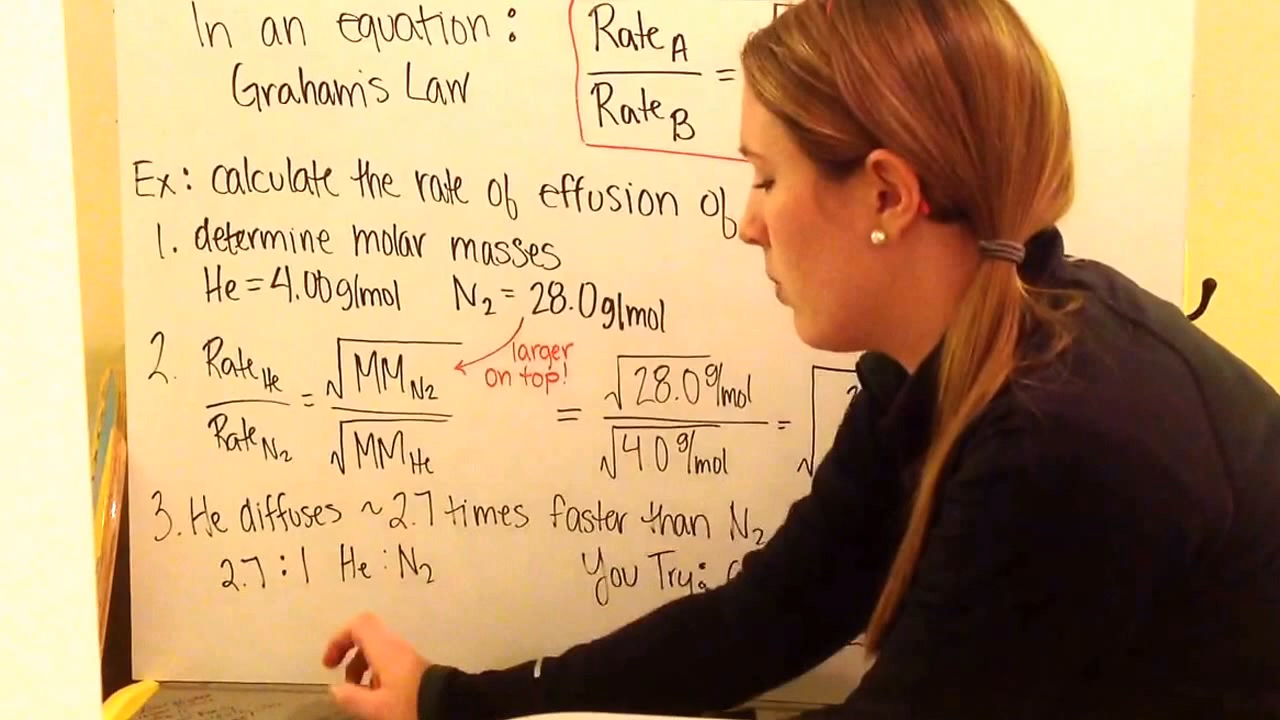 In an equation:
Graham's Law
Rate A
Rate B
=
Ex: calculate the rate of effusion of
1. determine molar masses
He = 4.00g/mol N2 = 28.0g/mol
larger
on top!
2. Rate He / Rate N2 = √MM N2 / √MM He = √28.0 g/mol / √4.0 g/mol = √
3. He diffuses ~2.7 times faster than N2
2.7 : 1 He : N2
You Try: